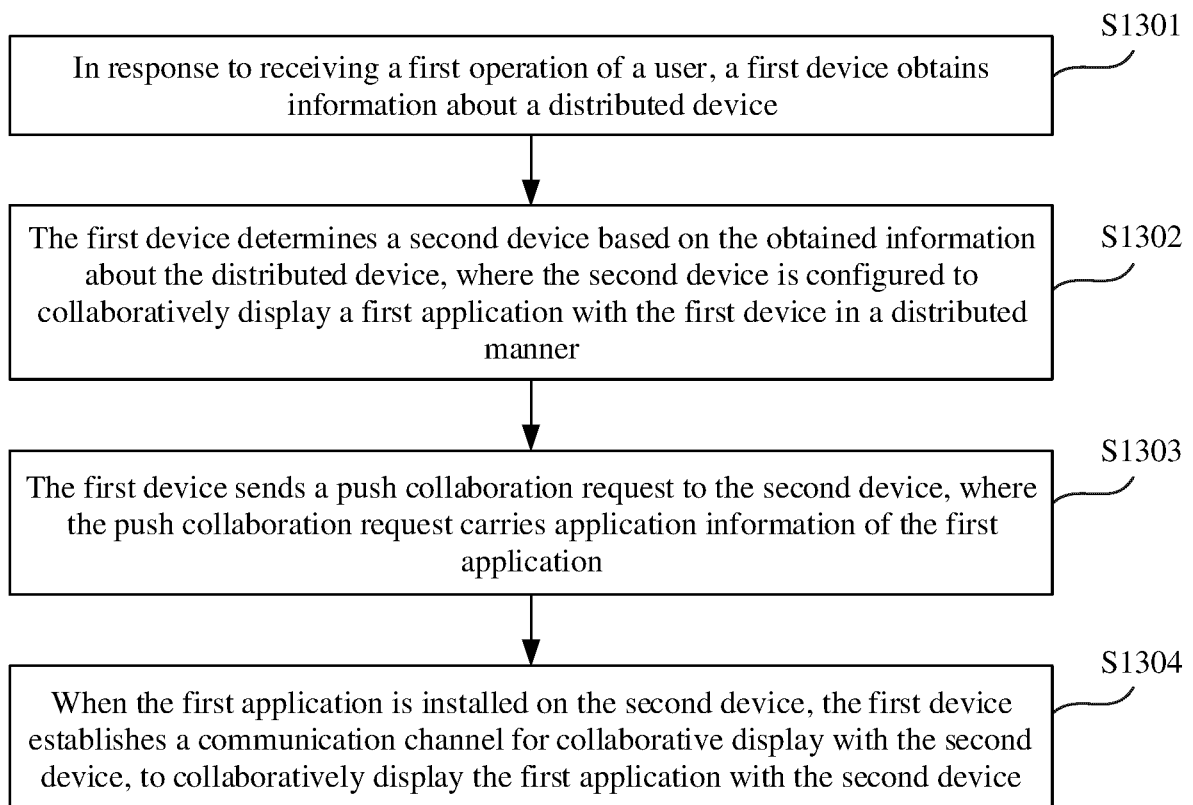 S1301
In response to receiving a first operation of a user, a first device obtains
information about a distributed device
S1302
The first device determines a second device based on the obtained information
about the distributed device, where the second device is configured to
collaboratively display a first application with the first device in a distributed
manner
S1303
The first device sends a push collaboration request to the second device, where
the push collaboration request carries application information of the first
application
S1304
When the first application is installed on the second device, the first device
establishes a communication channel for collaborative display with the second
device, to collaboratively display the first application with the second device